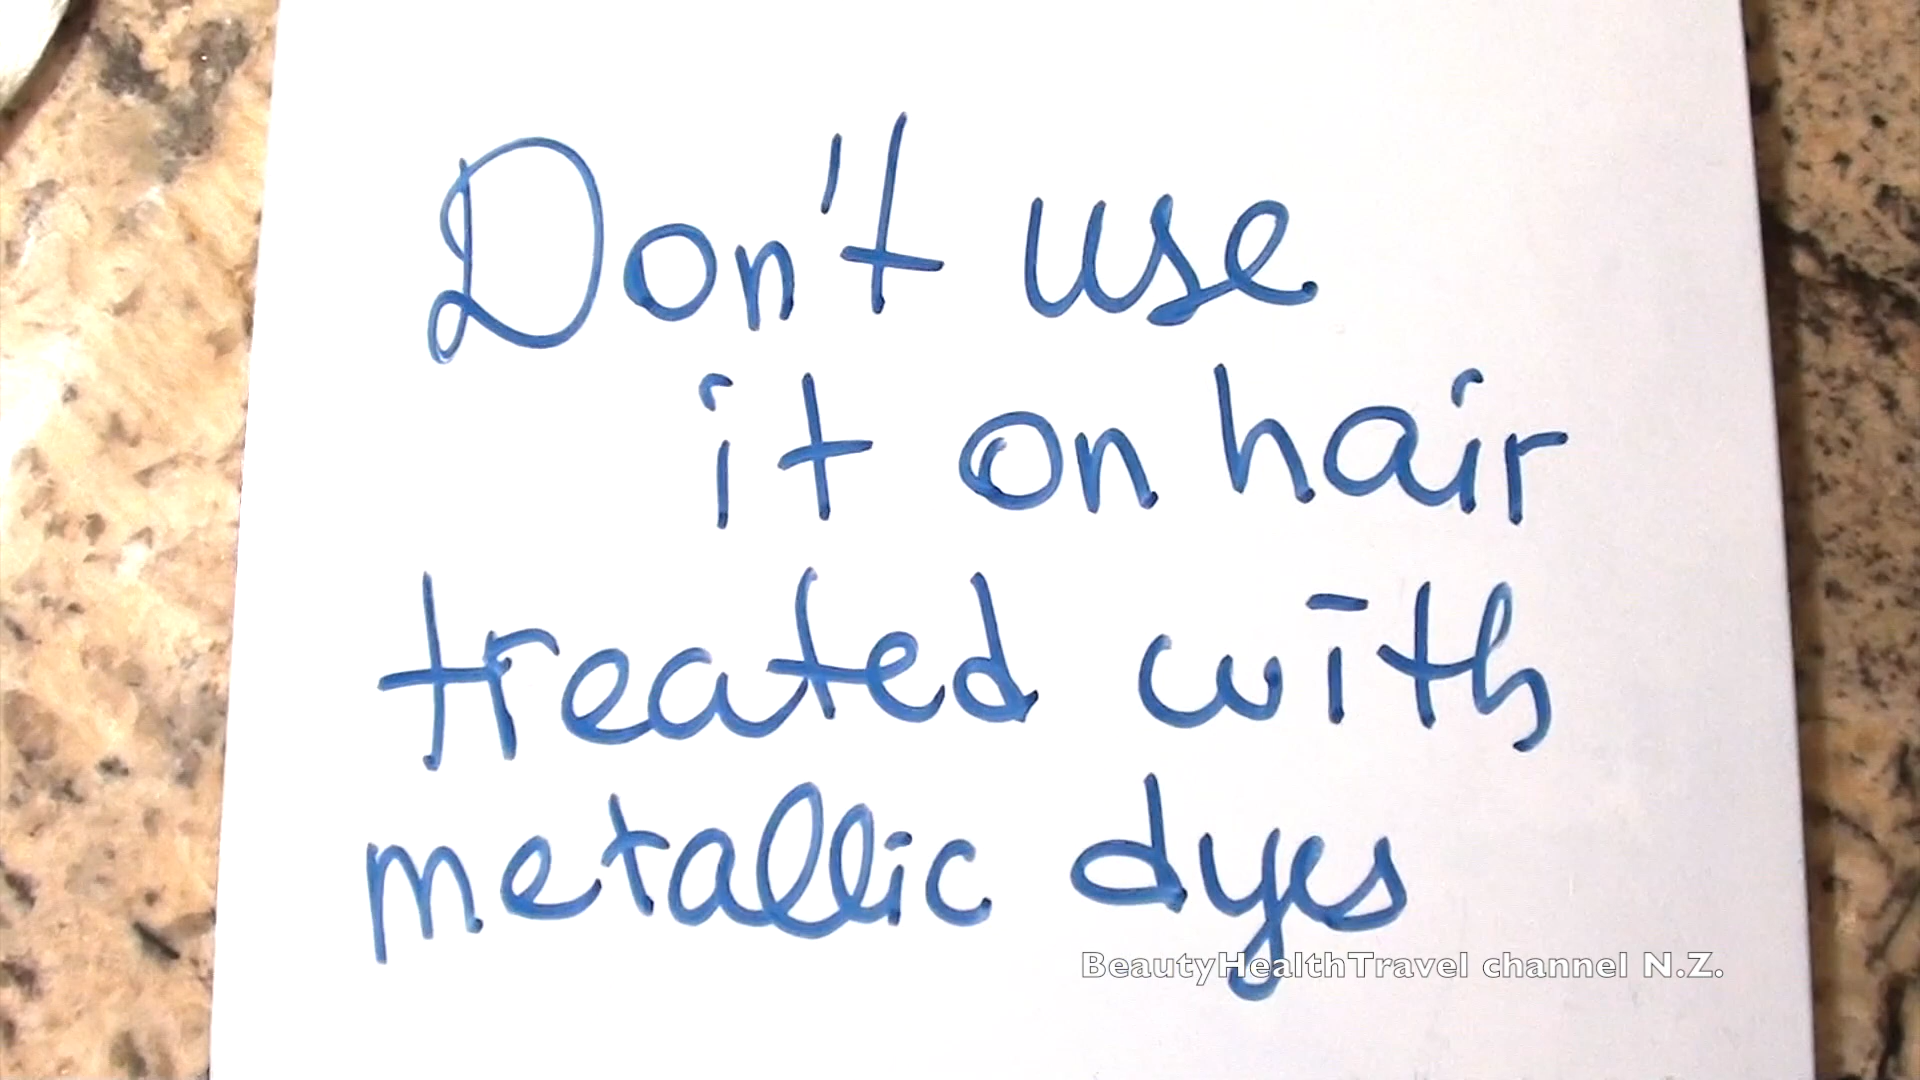 Don't use
it on hair
treated with
metallic dyes
BeautyHealthTravel channel N.Z.